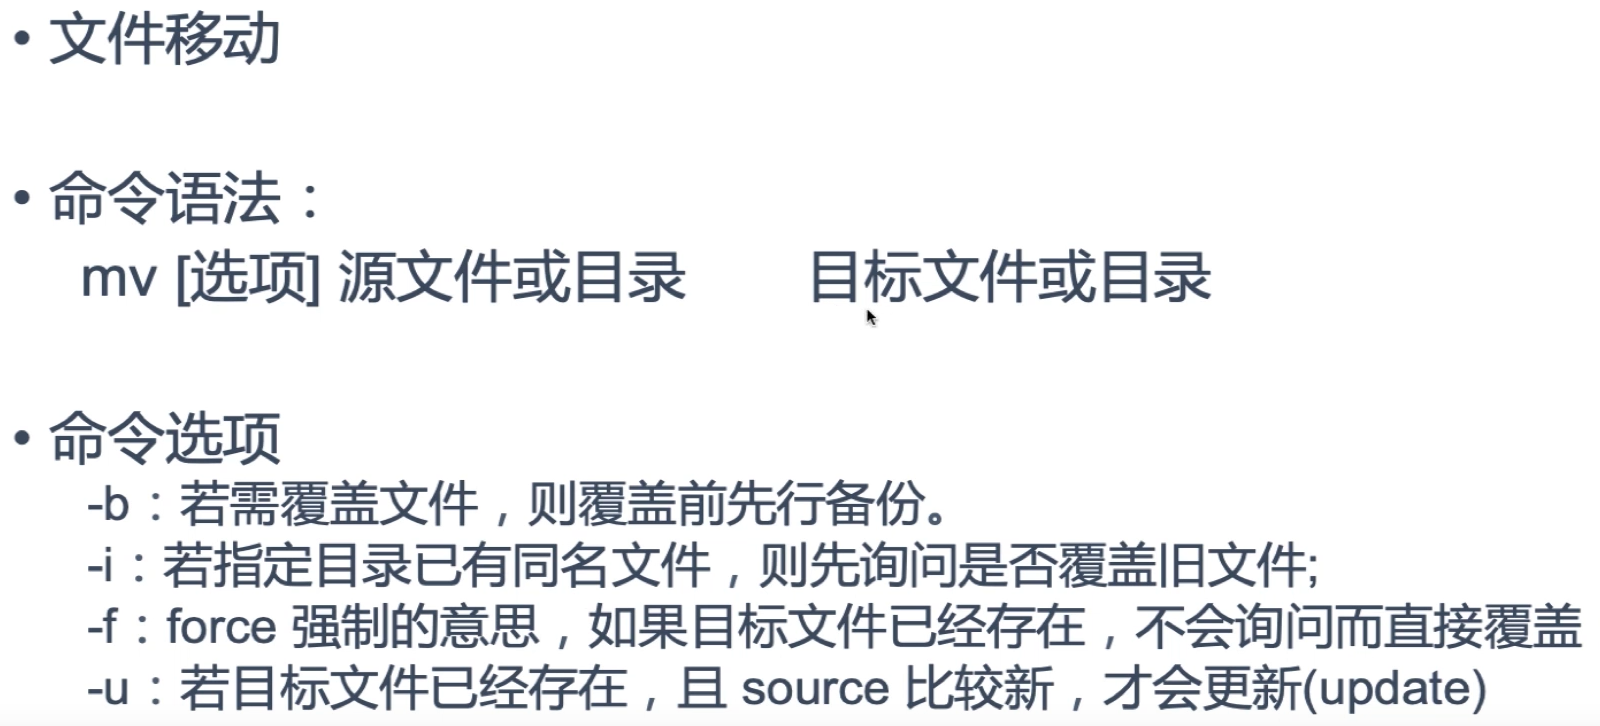 • 文件移动
• 命令语法：
mv [选项] 源文件或目录 目标文件或目录
• 命令选项
-b：若需覆盖文件，则覆盖前先行备份。
-i：若指定目录已有同名文件，则先询问是否覆盖旧文件;
-f：force 强制的意思，如果目标文件已经存在，不会询问而直接覆盖
-u：若目标文件已经存在，且 source 比较新，才会更新(update)